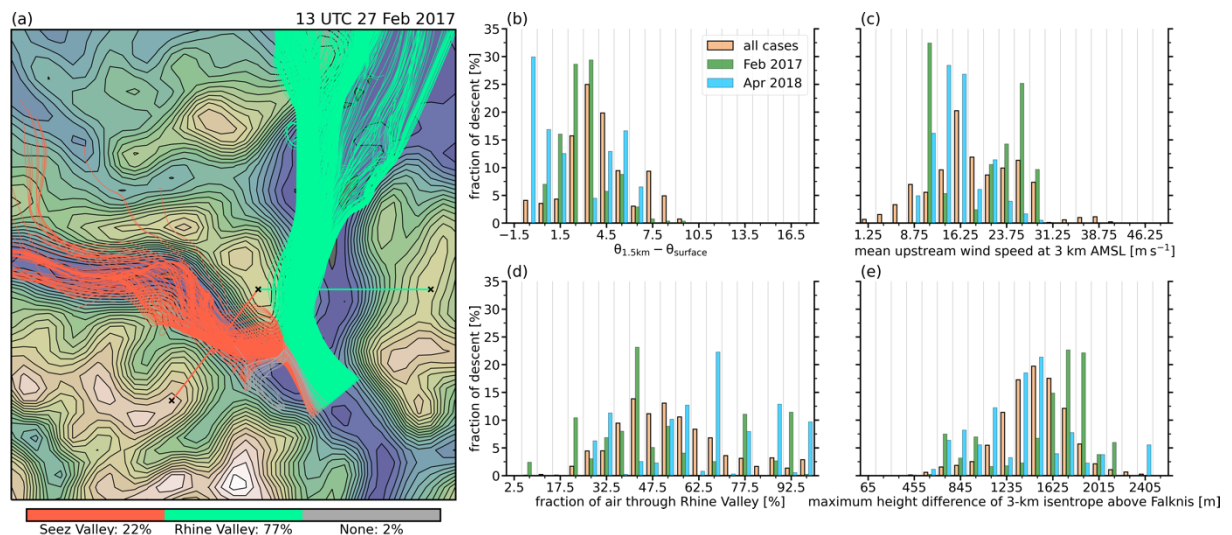 (a)
13 UTC 27 Feb 2017
Seez Valley: 22%
Rhine Valley: 77%
None: 2%
(b)
fraction of descent [%]
35
30
25
20
15
10
5
0
all cases
Feb 2017
Apr 2018
−1.5 1.5 4.5 7.5 10.5 13.5 16.5
θ1.5km − θsurface
(c)
1.25 8.75 16.25 23.75 31.25 38.75 46.25
mean upstream wind speed at 3 km AMSL [m s−1]
(d)
fraction of descent [%]
35
30
25
20
15
10
5
0
2.5 17.5 32.5 47.5 62.5 77.5 92.5
fraction of air through Rhine Valley [%]
(e)
65 455 845 1235 1625 2015 2405
maximum height difference of 3-km isentrope above Falknis [m]